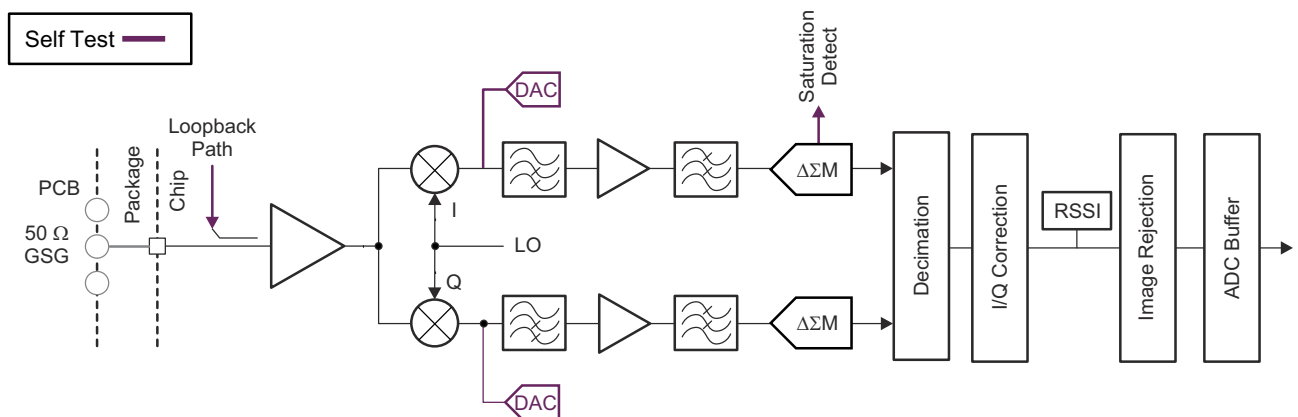 Self Test
DAC
Saturation
Detect
Loopback
Path
PCB
Package
Chip
50 Ω
GSG
I
LO
Q
ΔΣM
ΔΣM
DAC
Decimation
I/Q Correction
RSSI
Image Rejection
ADC Buffer